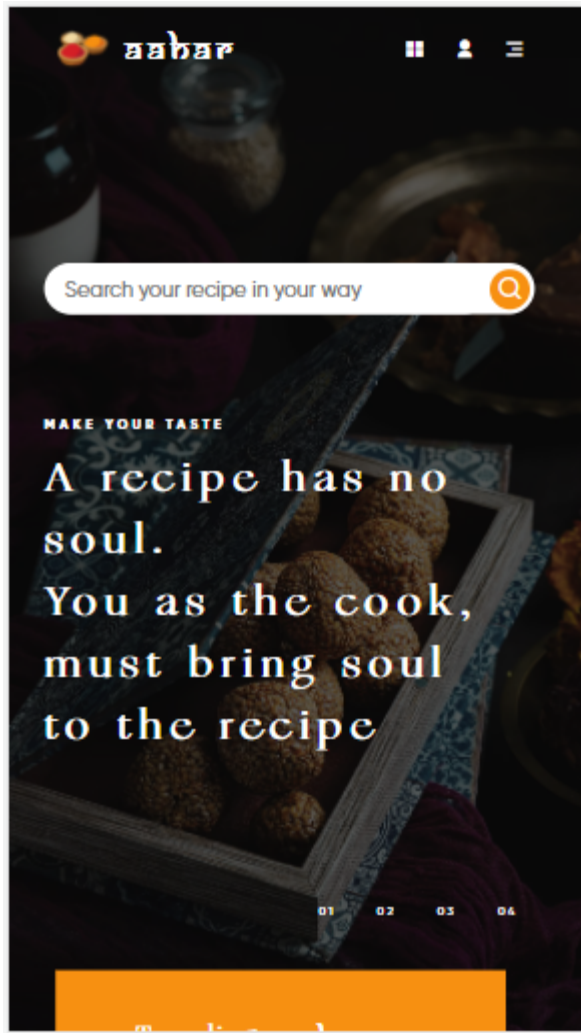 aahar
Search your recipe in your way
MAKE YOUR TASTE
A recipe has no
soul.
You as the cook,
must bring soul
to the recipe
01 02 03 04